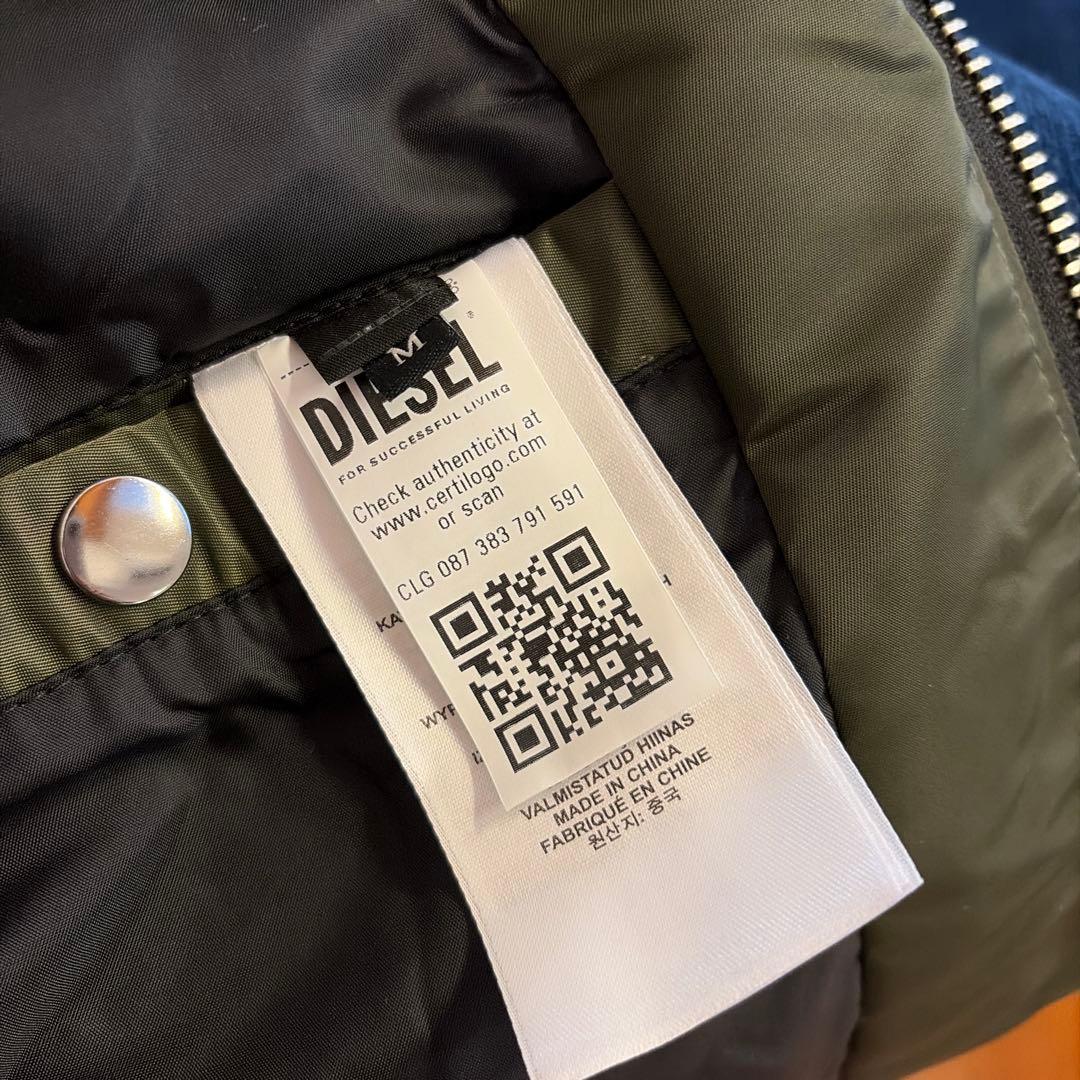 M
DIESEL®
FOR SUCCESSFUL LIVING
Check authenticity at
www.certilogo.com
or scan
CLG 087 383 791 591
VALMISTATUD HIINAS
MADE IN CHINA
FABRIQUÉ EN CHINE
원산지: 중국